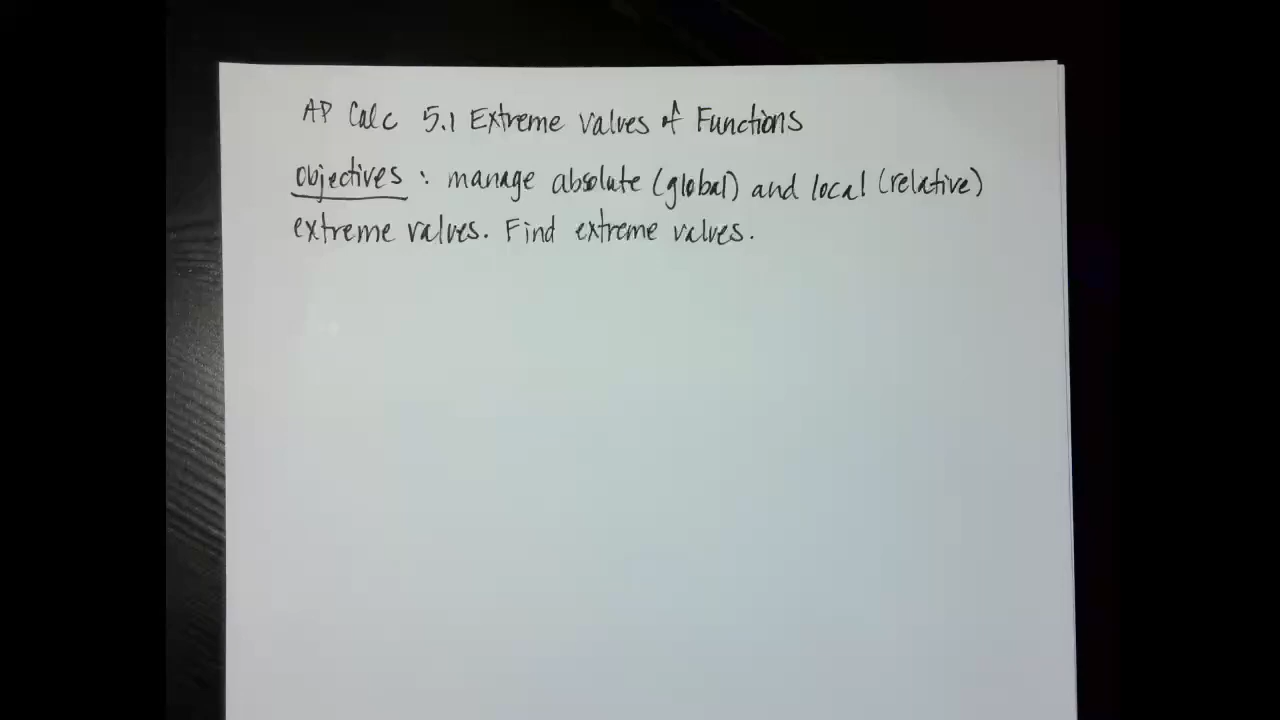 AP Calc 5.1 Extreme Values of Functions
Objectives : manage absolute (global) and local (relative)
extreme values. Find extreme values.